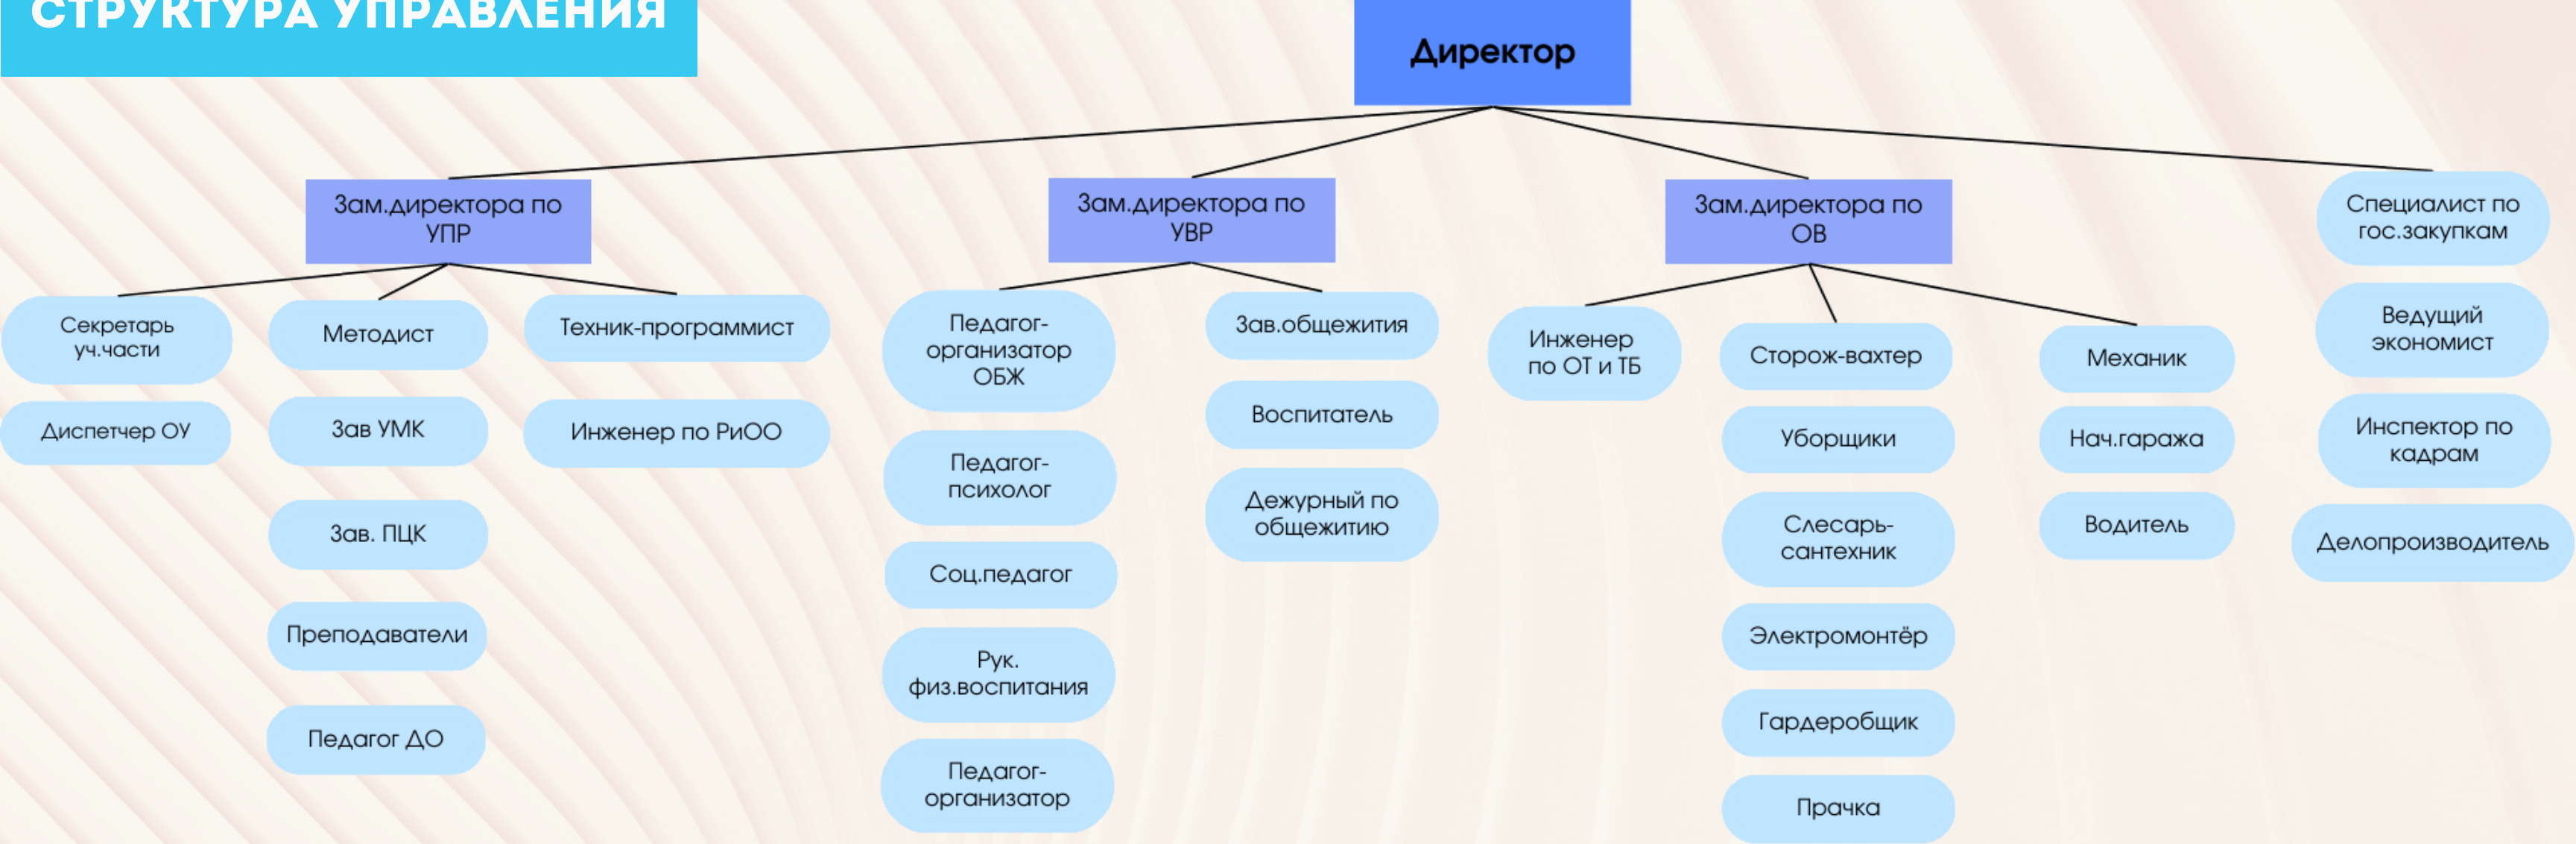 СТРУКТУРА УПРАВЛЕНИЯ
Директор
Зам.директора по
УПР
Секретарь
уч.части
Диспетчер ОУ
Методист
Зав УМК
Зав. ПЦК
Преподаватели
Педагог ДО
Техник-программист
Инженер по РиОО
Зам.директора по
УВР
Педагог-
организатор
ОБЖ
Педагог-
психолог
Соц.педагог
Рук.
физ.воспитания
Педагог-
организатор
Зав.общежития
Воспитатель
Дежурный по
общежитию
Зам.директора по
ОВ
Инженер
по ОТ и ТБ
Сторож-вахтер
Уборщики
Слесарь-
сантехник
Электромонтёр
Гардеробщик
Прачка
Механик
Нач.гаража
Водитель
Специалист по
гос.закупкам
Ведущий
экономист
Инспектор по
кадрам
Делопроизводитель